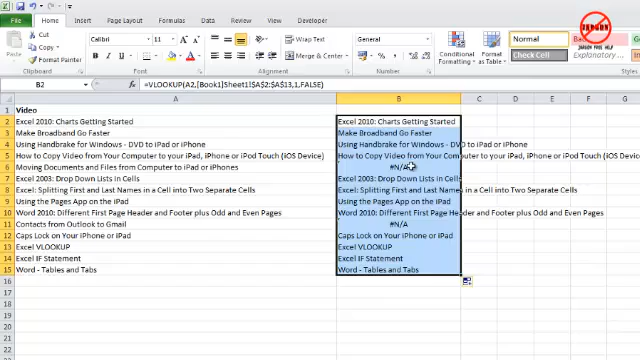 File Home Insert Page Layout Formulas Data Review View Developer
Cut
Copy
Format Painter
Paste
Clipboard
Calibri 11
Font
Wrap Text
Merge & Center
Alignment
General
Number
Conditional Formatting
Format as Table
Normal
Check Cell
Explanatory ...
JARGON
B2 fx =VLOOKUP(A2,[Book1]Sheet1!$A$2:$A$13,1,FALSE)
A B C D E F G
1 Video
2 Excel 2010: Charts Getting Started Excel 2010: Charts Getting Started
3 Make Broadband Go Faster Make Broadband Go Faster
4 Using Handbrake for Windows - DVD to iPad or iPhone Using Handbrake for Windows - DVD to iPad or iPhone
5 How to Copy Video from Your Computer to your iPad, iPhone or iPod Touch (iOS Device) How to Copy Video from Your Computer to your iPad, iPhone or iPod Touch (iOS Device)
6 Moving Documents and Files from Computer to iPad or iPhones #N/A
7 Excel 2003: Drop Down Lists in Cells Excel 2003: Drop Down Lists in Cells
8 Excel: Splitting First and Last Names in a Cell into Two Separate Cells Excel: Splitting First and Last Names in a Cell into Two Separate Cells
9 Using the Pages App on the iPad Using the Pages App on the iPad
10 Word 2010: Different First Page Header and Footer plus Odd and Even Pages Word 2010: Different First Page Header and Footer plus Odd and Even Pages
11 Contacts from Outlook to Gmail #N/A
12 Caps Lock on Your iPhone or iPad Caps Lock on Your iPhone or iPad
13 Excel VLOOKUP Excel VLOOKUP
14 Excel IF Statement Excel IF Statement
15 Word - Tables and Tabs Word - Tables and Tabs
16
17
18
19
20
21
22